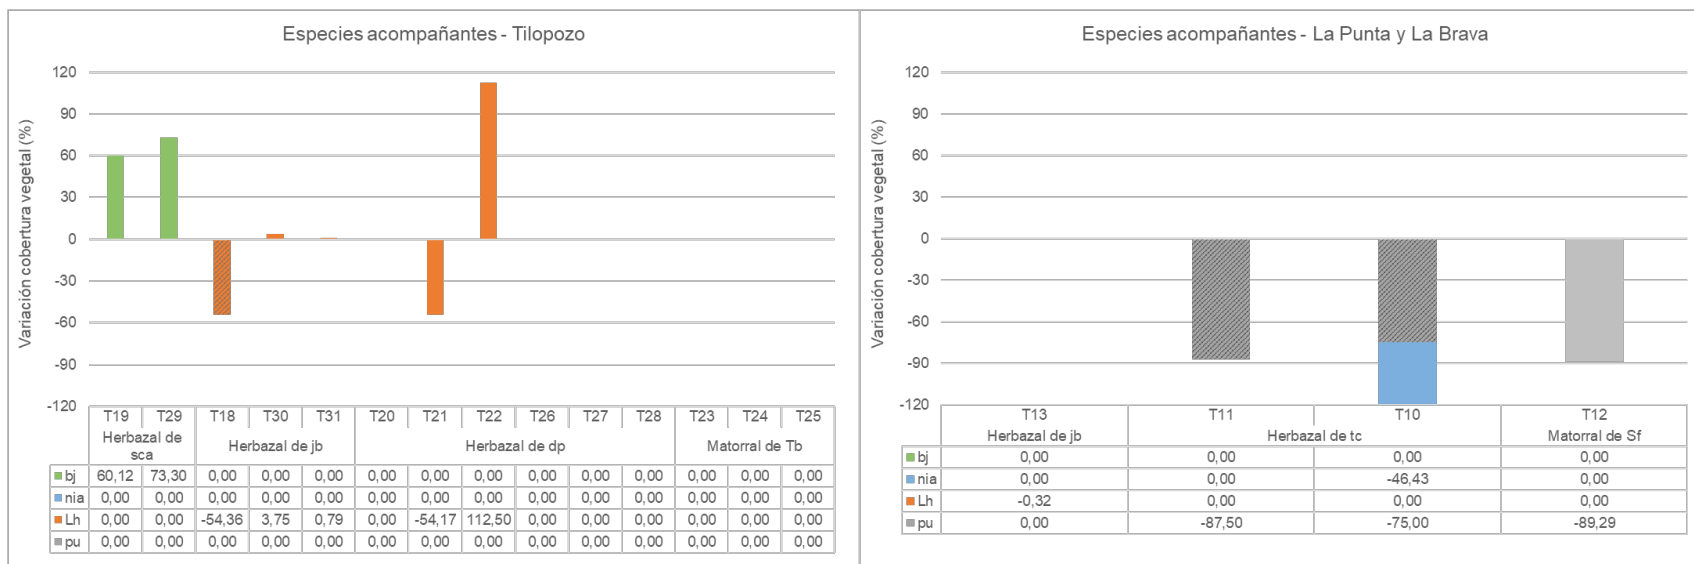 Especies acompañantes - Tilopozo
Variación cobertura vegetal (%)
120
90
60
30
0
-30
-60
-90
-120
T19 T29 T18 T30 T31 T20 T21 T22 T26 T27 T28 T23 T24 T25
Herbazal de
sca
Herbazal de jb
Herbazal de dp
Matorral de Tb
bj 60,12 73,30 0,00 0,00 0,00 0,00 0,00 0,00 0,00 0,00 0,00 0,00 0,00 0,00
nia 0,00 0,00 0,00 0,00 0,00 0,00 0,00 0,00 0,00 0,00 0,00 0,00 0,00 0,00
Lh 0,00 0,00 -54,36 3,75 0,79 0,00 -54,17 112,50 0,00 0,00 0,00 0,00 0,00 0,00
pu 0,00 0,00 0,00 0,00 0,00 0,00 0,00 0,00 0,00 0,00 0,00 0,00 0,00 0,00
Especies acompañantes - La Punta y La Brava
Variación cobertura vegetal (%)
120
90
60
30
0
-30
-60
-90
-120
T13 T11 T10 T12
Herbazal de jb Herbazal de tc Matorral de Sf
bj 0,00 0,00 0,00 0,00
nia 0,00 0,00 -46,43 0,00
Lh -0,32 0,00 0,00 0,00
pu 0,00 -87,50 -75,00 -89,29